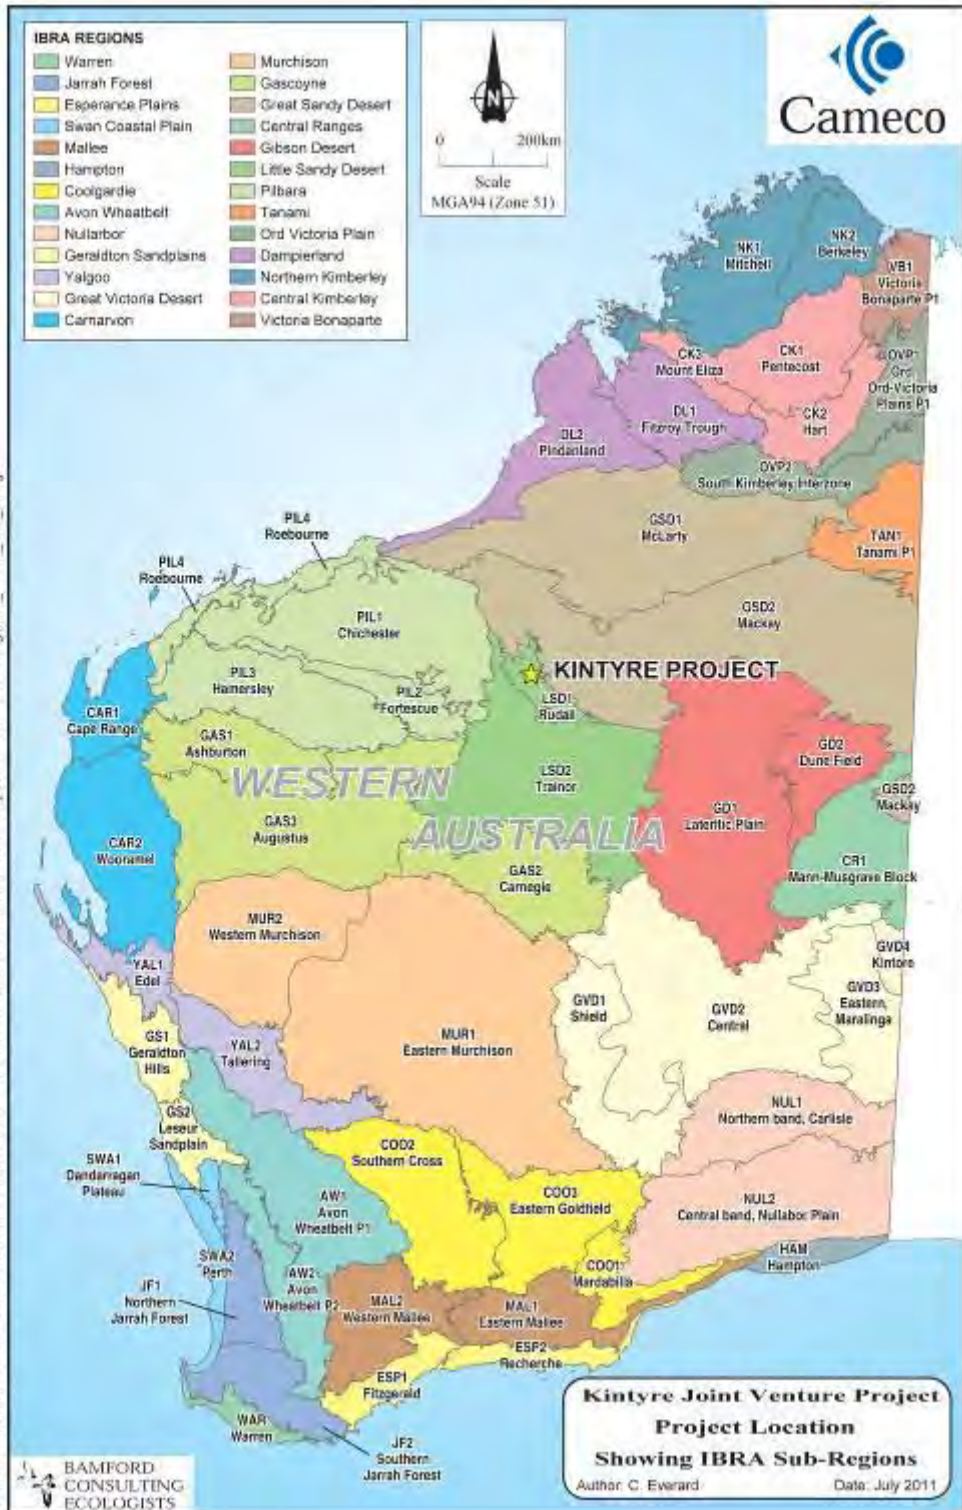 IBRA REGIONS
Warren
Jarrah Forest
Esperance Plains
Swan Coastal Plain
Mallee
Hampton
Coolgardie
Avon Wheatbelt
Nullarbor
Geraldton Sandplains
Yalgoo
Great Victoria Desert
Carnarvon
Murchison
Gascoyne
Great Sandy Desert
Central Ranges
Gibson Desert
Little Sandy Desert
Pilbara
Tanami
Ord Victoria Plain
Dampierland
Northern Kimberley
Central Kimberley
Victoria Bonaparte
N
0 200km
Scale
MGA94 (Zone 51)
Cameco
NK1
Mitchell
NK2
Berkeley
VB1
Victoria
Bonaparte P1
CK3
Mount Eliza
CK1
Pentecost
OVP1
Ord
Ord-Victoria
Plains P1
CK2
Hart
DL1
Fitzroy Trough
DL2
Pindanland
OVP2
South Kimberley Interzone
GSD1
McLarty
TAN1
Tanami P1
PIL4
Roebourne
PIL4
Roebourne
GSD2
Mackay
PIL1
Chichester
KINTYRE PROJECT
PIL3
Hamersley
PIL2
Fortescue
LSD1
Rudall
CAR1
Cape Range
GAS1
Ashburton
GD2
Dune Field
WESTERN
AUSTRALIA
LSD2
Trainor
GSD2
Mackay
GD1
Lateritic Plain
GAS3
Augustus
CAR2
Wooramel
GAS2
Carnegie
CR1
Mann-Musgrave Block
MUR2
Western Murchison
GVD4
Kintore
YAL1
Edel
GVD3
Eastern,
Maralinga
GVD1
Shield
GVD2
Central
MUR1
Eastern Murchison
GS1
Geraldton
Hills
YAL2
Tallering
NUL1
Northern band, Carlisle
GS2
Leseur
Sandplain
COO2
Southern Cross
SWA1
Dandarragan
Plateau
COO3
Eastern Goldfield
AW1
Avon
Wheatbelt P1
NUL2
Central band, Nullabor Plain
SWA2
Perth
COO1
Mardabilla
HAM
Hampton
JF1
Northern
Jarrah Forest
AW2
Avon
Wheatbelt P2
MAL2
Western Mallee
MAL1
Eastern Mallee
ESP2
Recherche
ESP1
Fitzgerald
WAR
Warren
JF2
Southern
Jarrah Forest
Kintyre Joint Venture Project
Project Location
Showing IBRA Sub-Regions
Author: C. Everard Date: July 2011
BAMFORD
CONSULTING
ECOLOGISTS